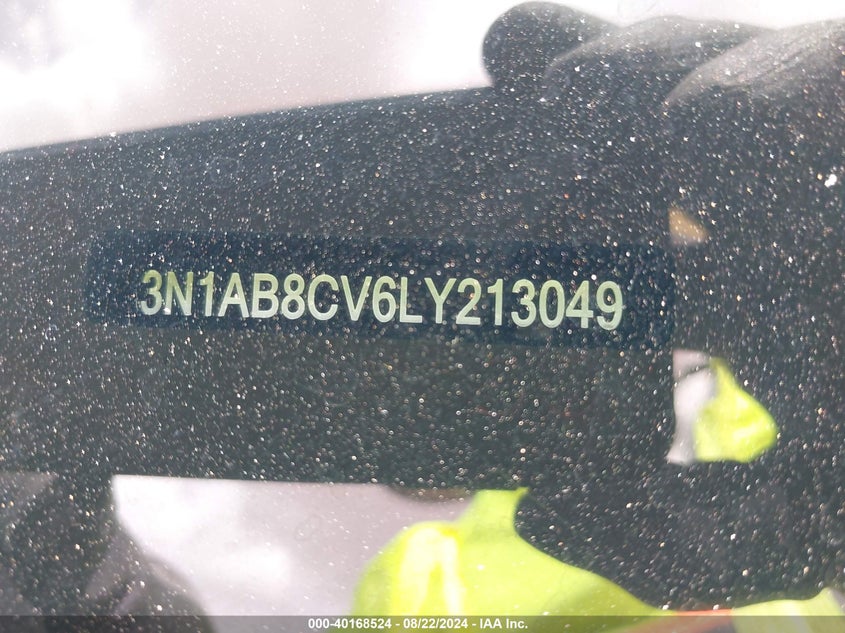 3N1AB8CV6LY213049
000-40168524 - 08/22/2024 - IAA Inc.